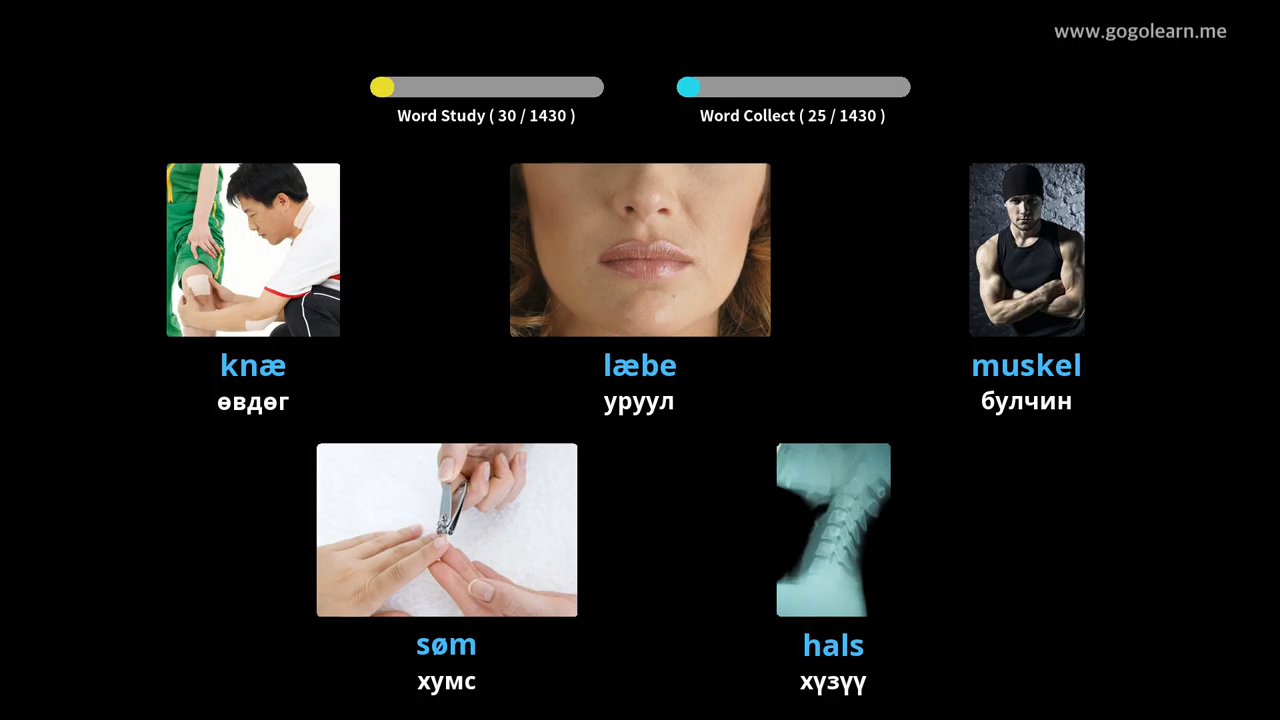 www.gogolearn.me
Word Study ( 30 / 1430 )
Word Collect ( 25 / 1430 )
knæ
өвдөг
læbe
уруул
muskel
булчин
søm
хумс
hals
хүзүү